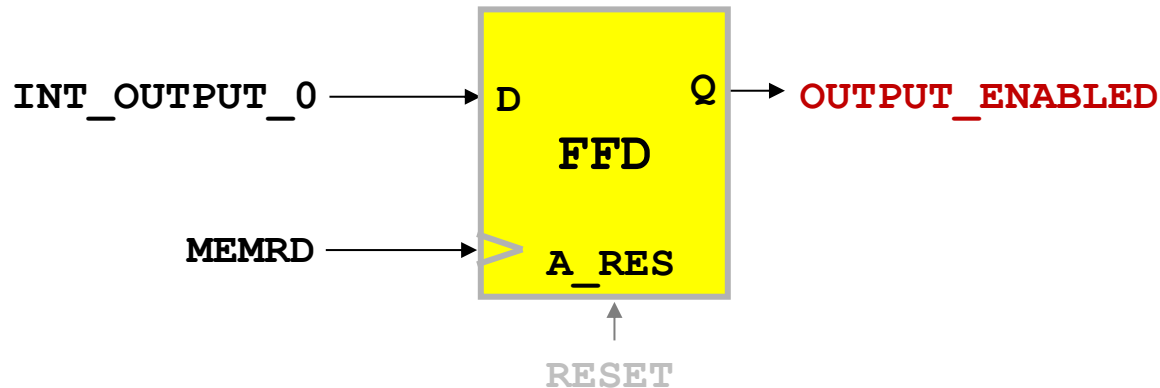 INT_OUTPUT_0
D
Q
OUTPUT_ENABLED
FFD
MEMRD
A_RES
RESET